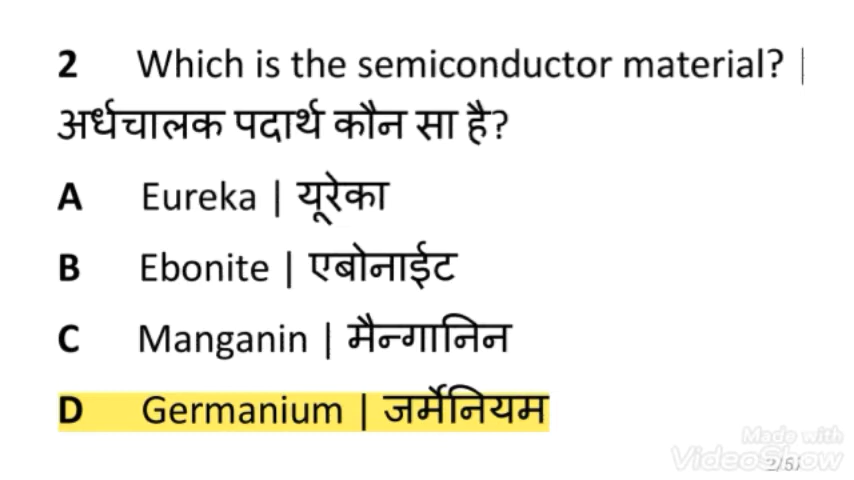 2 Which is the semiconductor material? |
अर्धचालक पदार्थ कौन सा है?
A Eureka | यूरेका
B Ebonite | एबोनाईट
C Manganin | मैन्गानिन
D Germanium | जर्मेनियम
Made with
VideoShow